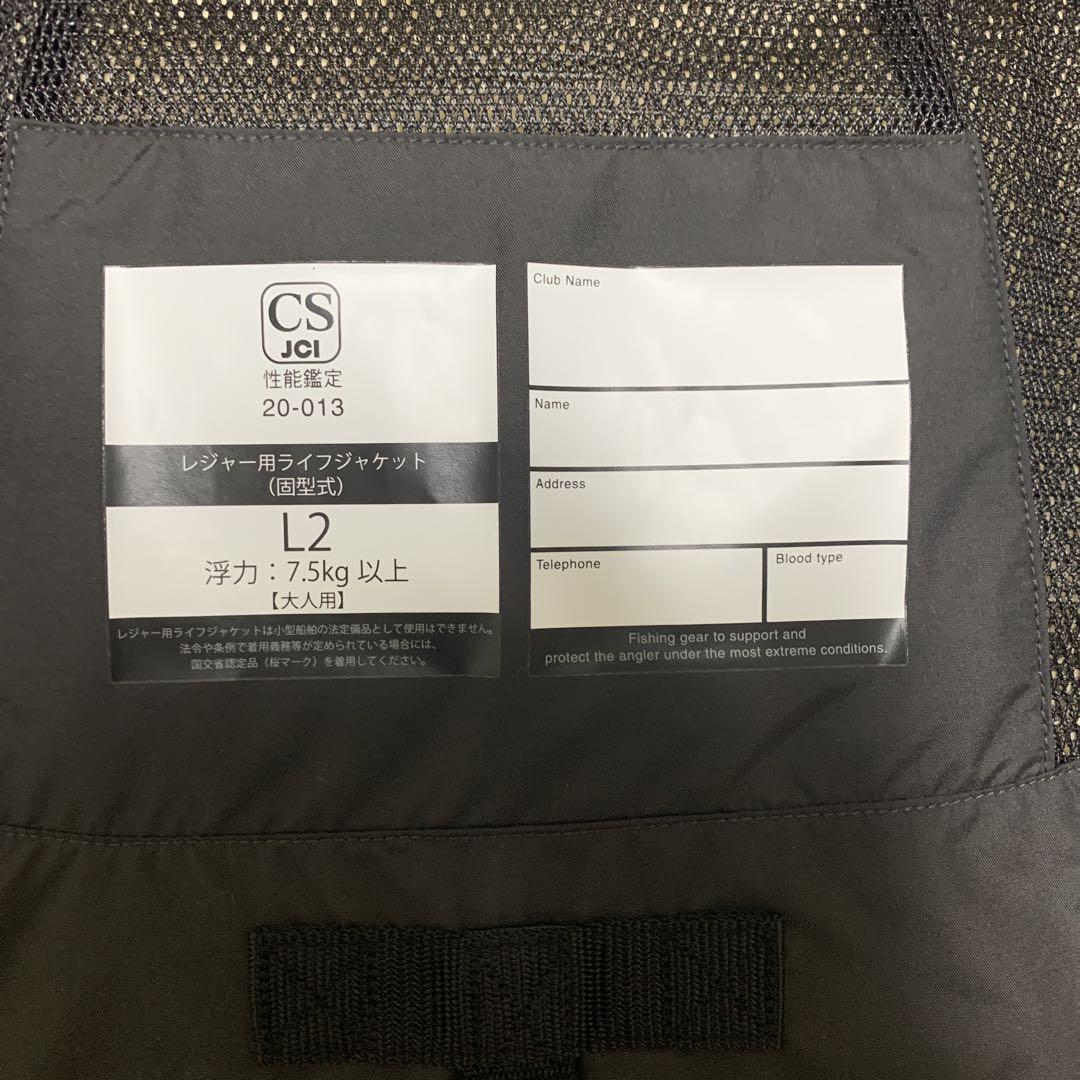 CS
JCI
性能鑑定
20-013
レジャー用ライフジャケット
(固型式)
L2
浮力：7.5kg 以上
【大人用】
レジャー用ライフジャケットは小型船舶の法定備品として使用はできません。
法令や条例で着用義務等が定められている場合には、
国交省認定品（桜マーク）を着用してください。
Club Name
Name
Address
Telephone
Blood type
Fishing gear to support and
protect the angler under the most extreme conditions.